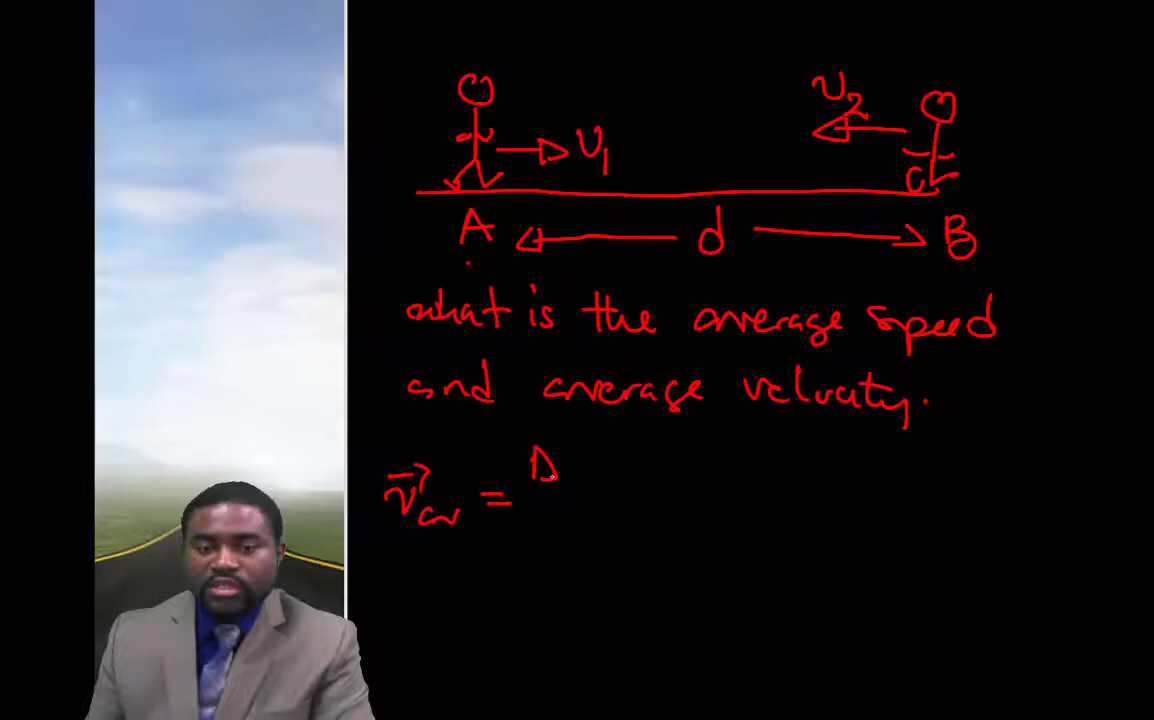 v₂
v₁
A d B
what is the average speed
and average velocity.
v⃗av = D